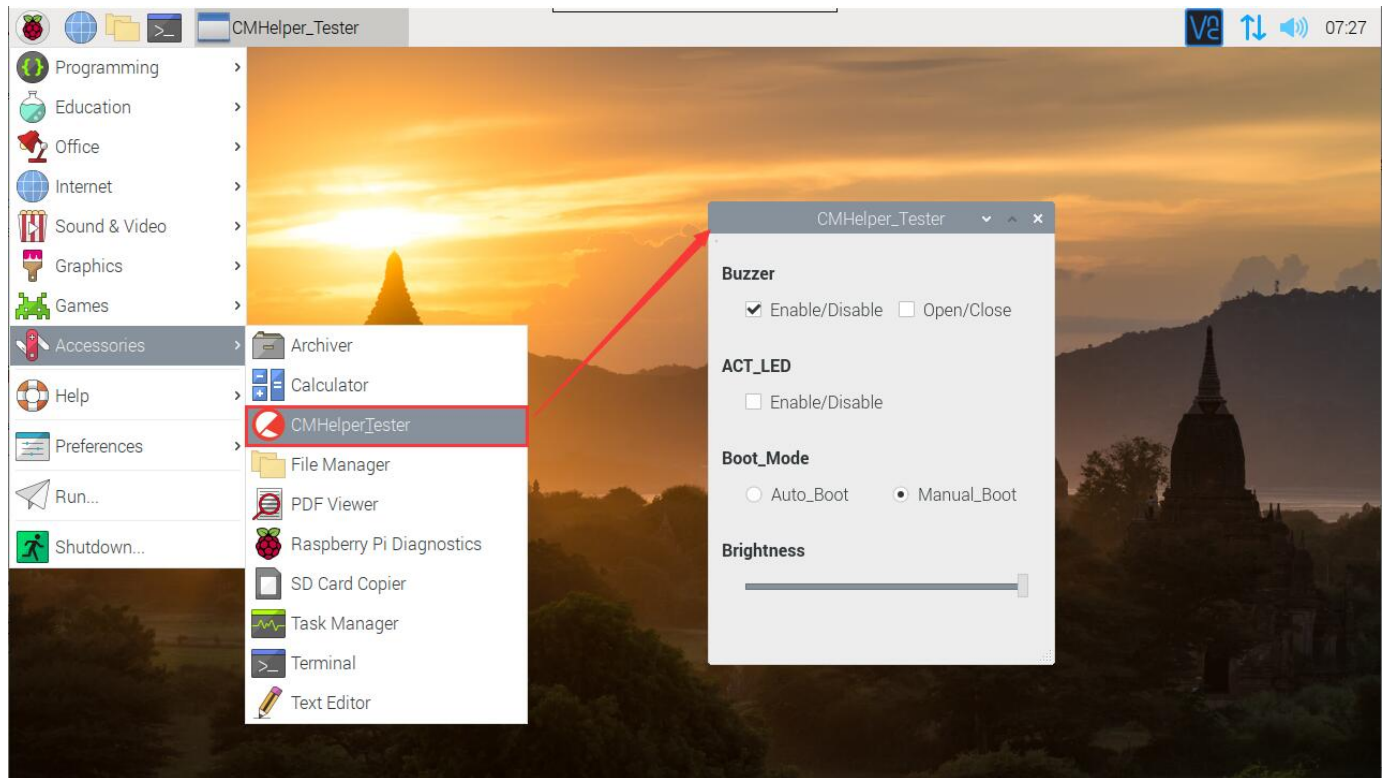 CMHelper_Tester
07:27
Programming
Education
Office
Internet
Sound & Video
Graphics
Games
Accessories
Help
Preferences
Run...
Shutdown...
Archiver
Calculator
CMHelperTester
File Manager
PDF Viewer
Raspberry Pi Diagnostics
SD Card Copier
Task Manager
Terminal
Text Editor
CMHelper_Tester
Buzzer
Enable/Disable Open/Close
ACT_LED
Enable/Disable
Boot_Mode
Auto_Boot Manual_Boot
Brightness